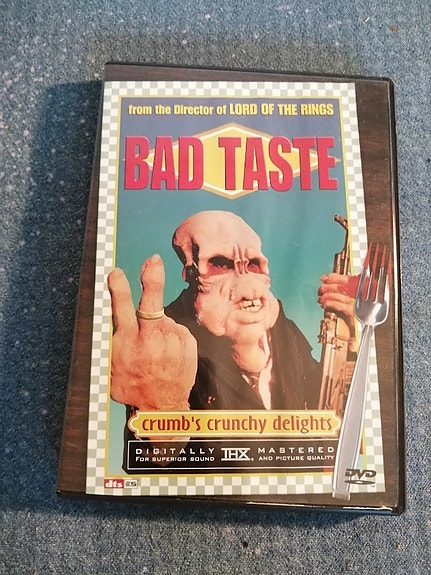 from the Director of LORD OF THE RINGS
BAD TASTE
crumb's crunchy delights
DIGITALLY THX MASTERED
FOR SUPERIOR SOUND AND PICTURE QUALITY
dts ES
DVD